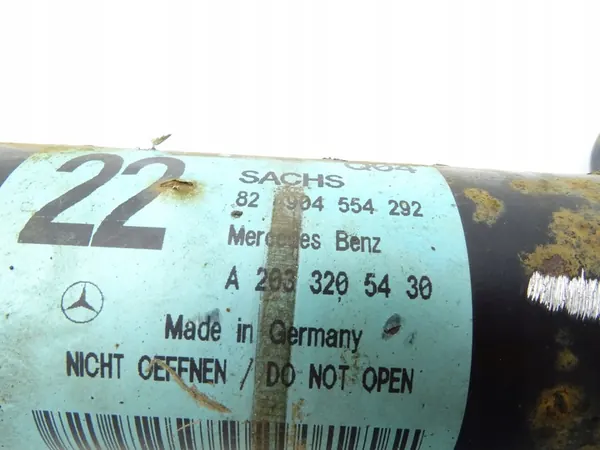 22
SACHS
82 904 554 292
Mercedes Benz
A 203 320 54 30
Made in Germany
NICHT OEFFNEN / DO NOT OPEN